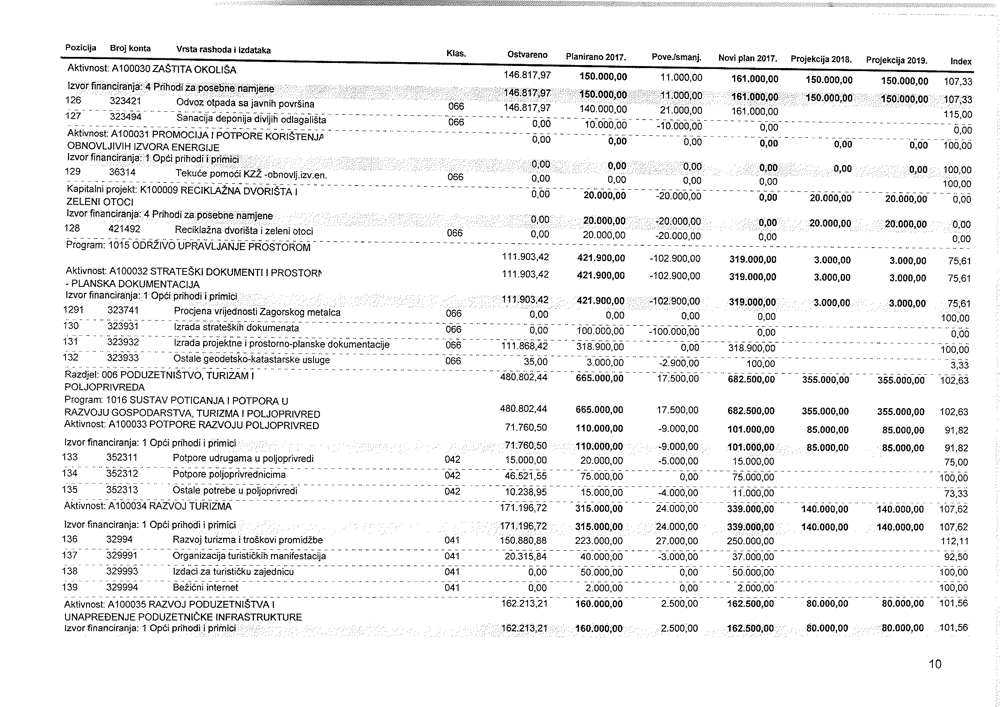 Pozicija Broj konta Vrsta rashoda i izdataka Klas. Ostvareno Planirano 2017. Pove./smanj. Novi plan 2017. Projekcija 2018. Projekcija 2019. Index
Aktivnost: A100030 ZAŠTITA OKOLIŠA 146.817,97 150.000,00 11.000,00 161.000,00 150.000,00 150.000,00 107,33
Izvor financiranja: 4 Prihodi za posebne namjene 146.817,97 150.000,00 11.000,00 161.000,00 150.000,00 150.000,00 107,33
126 323421 Odvoz otpada sa javnih površina 066 146.817,97 140.000,00 21.000,00 161.000,00 115,00
127 323494 Sanacija deponija divljih odlagališta 066 0,00 10.000,00 -10.000,00 0,00 0,00
Aktivnost: A100031 PROMOCIJA I POTPORE KORIŠTENJA 0,00 0,00 0,00 0,00 0,00 0,00 100,00
OBNOVLJIVIH IZVORA ENERGIJE
Izvor financiranja: 1 Opći prihodi i primici 0,00 0,00 0,00 0,00 0,00 0,00 100,00
129 36314 Tekuće pomoći KZŽ -obnovlj.izv.en. 066 0,00 0,00 0,00 0,00 100,00
Kapitalni projekt: K100009 RECIKLAŽNA DVORIŠTA I 0,00 20.000,00 -20.000,00 0,00 20.000,00 20.000,00 0,00
ZELENI OTOCI
Izvor financiranja: 4 Prihodi za posebne namjene 0,00 20.000,00 -20.000,00 0,00 20.000,00 20.000,00 0,00
128 421492 Reciklažna dvorišta i zeleni otoci 066 0,00 20.000,00 -20.000,00 0,00 0,00
Program: 1015 ODRŽIVO UPRAVLJANJE PROSTOROM 111.903,42 421.900,00 -102.900,00 319.000,00 3.000,00 3.000,00 75,61
Aktivnost: A100032 STRATEŠKI DOKUMENTI I PROSTORN 111.903,42 421.900,00 -102.900,00 319.000,00 3.000,00 3.000,00 75,61
- PLANSKA DOKUMENTACIJA
Izvor financiranja: 1 Opći prihodi i primici 111.903,42 421.900,00 -102.900,00 319.000,00 3.000,00 3.000,00 75,61
1291 323741 Procjena vrijednosti Zagorskog metalca 066 0,00 0,00 0,00 0,00 100,00
130 323931 Izrada strateških dokumenata 066 0,00 100.000,00 -100.000,00 0,00 0,00
131 323932 Izrada projektne i prostorno-planske dokumentacije 066 111.868,42 318.900,00 0,00 318.900,00 100,00
132 323933 Ostale geodetsko-katastarske usluge 066 35,00 3.000,00 -2.900,00 100,00 3,33
Razdjel: 006 PODUZETNIŠTVO, TURIZAM I 480.802,44 665.000,00 17.500,00 682.500,00 355.000,00 355.000,00 102,63
POLJOPRIVREDA
Program: 1016 SUSTAV POTICANJA I POTPORA U
RAZVOJU GOSPODARSTVA, TURIZMA I POLJOPRIVRED 480.802,44 665.000,00 17.500,00 682.500,00 355.000,00 355.000,00 102,63
Aktivnost: A100033 POTPORE RAZVOJU POLJOPRIVRED 71.760,50 110.000,00 -9.000,00 101.000,00 85.000,00 85.000,00 91,82
Izvor financiranja: 1 Opći prihodi i primici 71.760,50 110.000,00 -9.000,00 101.000,00 85.000,00 85.000,00 91,82
133 352311 Potpore udrugama u poljoprivredi 042 15.000,00 20.000,00 -5.000,00 15.000,00 75,00
134 352312 Potpore poljoprivrednicima 042 46.521,55 75.000,00 0,00 75.000,00 100,00
135 352313 Ostale potrebe u poljoprivredi 042 10.238,95 15.000,00 -4.000,00 11.000,00 73,33
Aktivnost: A100034 RAZVOJ TURIZMA 171.196,72 315.000,00 24.000,00 339.000,00 140.000,00 140.000,00 107,62
Izvor financiranja: 1 Opći prihodi i primici 171.196,72 315.000,00 24.000,00 339.000,00 140.000,00 140.000,00 107,62
136 32994 Razvoj turizma i troškovi promidžbe 041 150.880,88 223.000,00 27.000,00 250.000,00 112,11
137 329991 Organizacija turističkih manifestacija 041 20.315,84 40.000,00 -3.000,00 37.000,00 92,50
138 329993 Izdaci za turističku zajednicu 041 0,00 50.000,00 0,00 50.000,00 100,00
139 329994 Bežićni internet 041 0,00 2.000,00 0,00 2.000,00 100,00
Aktivnost: A100035 RAZVOJ PODUZETNIŠTVA I 162.213,21 160.000,00 2.500,00 162.500,00 80.000,00 80.000,00 101,56
UNAPREĐENJE PODUZETNIČKE INFRASTRUKTURE
Izvor financiranja: 1 Opći prihodi i primici 162.213,21 160.000,00 2.500,00 162.500,00 80.000,00 80.000,00 101,56
10